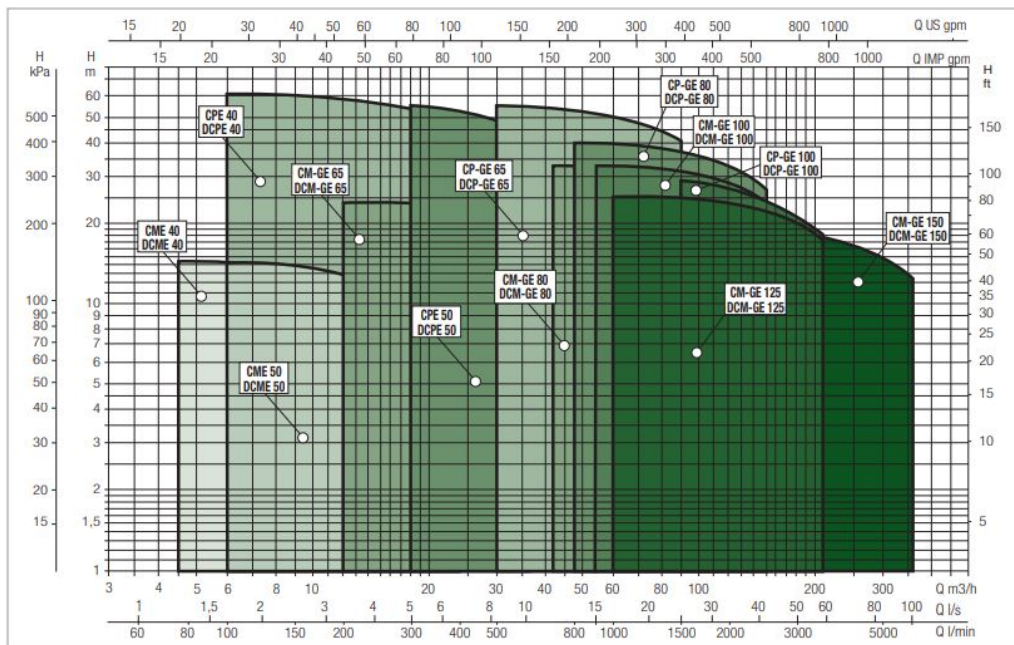 15 20 30 40 50 60 70 80 100 150 200 300 400 500 800 1000 Q US gpm
15 20 30 40 50 60 70 80 100 150 200 300 400 500 800 1000 Q IMP gpm
H
kPa
H
m
H
ft
500
400
300
200
100
90
80
70
60
50
40
30
20
15
60
50
40
30
20
10
9
8
7
6
5
4
3
2
1,5
1
150
100
80
70
60
50
40
35
30
25
20
15
10
5
CPE 40
DCPE 40
CM-GE 65
DCM-GE 65
CP-GE 65
DCP-GE 65
CP-GE 80
DCP-GE 80
CM-GE 100
DCM-GE 100
CP-GE 100
DCP-GE 100
CME 40
DCME 40
CM-GE 150
DCM-GE 150
CM-GE 80
DCM-GE 80
CM-GE 125
DCM-GE 125
CPE 50
DCPE 50
CME 50
DCME 50
3 4 5 6 8 10 20 30 40 50 60 80 100 200 300 Q m3/h
1 1,5 2 3 4 5 6 8 10 15 20 30 40 50 60 80 100 Q l/s
60 80 100 150 200 300 400 500 800 1000 1500 2000 3000 5000 Q l/min